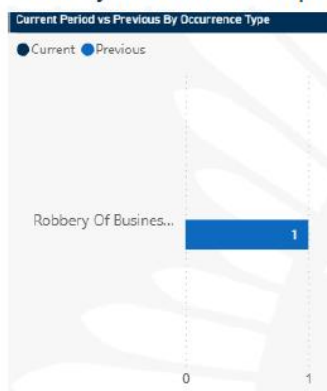 Current Period vs Previous By Occurrence Type
Current Previous
Robbery Of Busines...
1
0 1